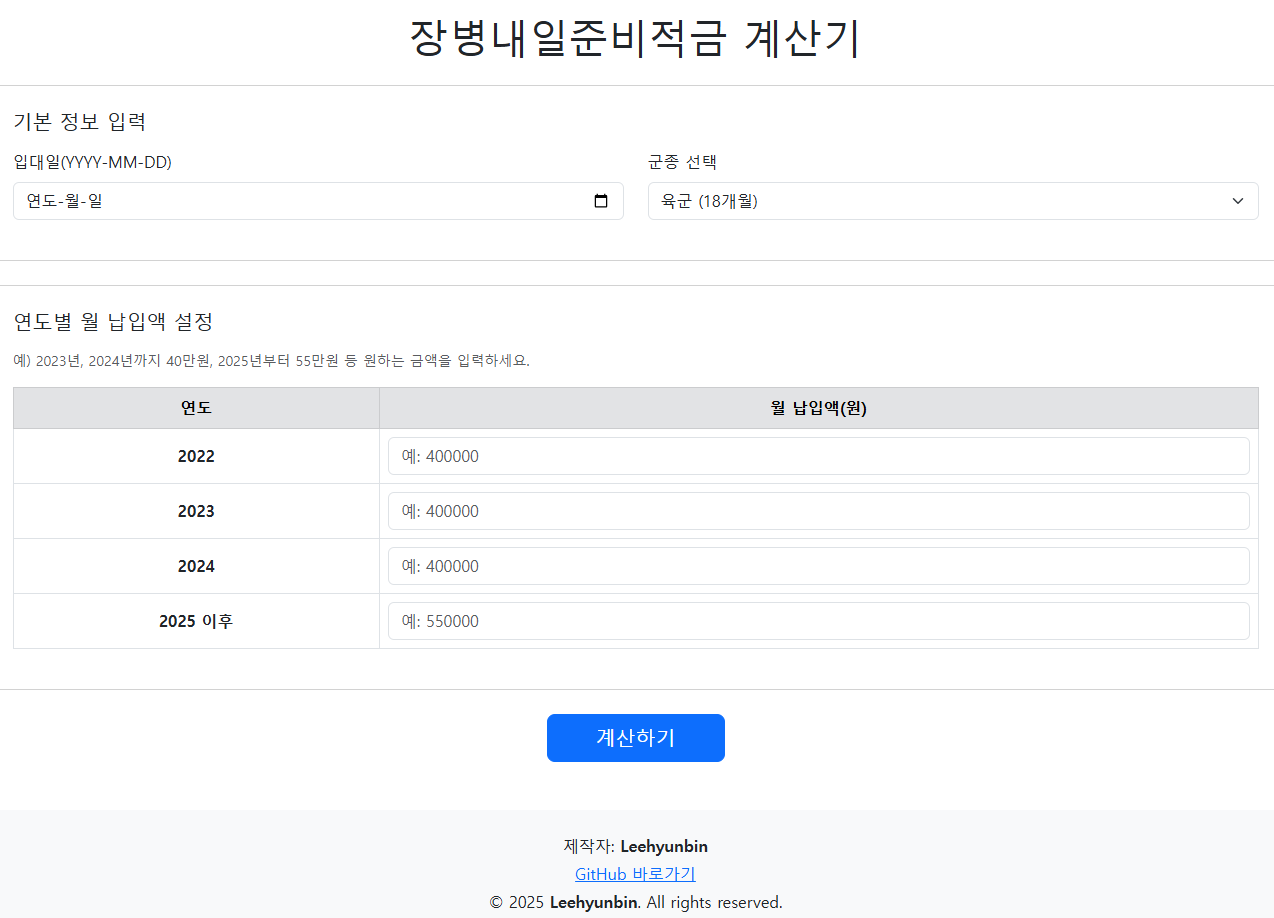 장병내일준비적금 계산기
기본 정보 입력
입대일(YYYY-MM-DD) 군종 선택
연도-월-일 육군 (18개월)
연도별 월 납입액 설정
예) 2023년, 2024년까지 40만원, 2025년부터 55만원 등 원하는 금액을 입력하세요.
연도 월 납입액(원)
2022 예: 400000
2023 예: 400000
2024 예: 400000
2025 이후 예: 550000
계산하기
제작자: Leehyunbin
GitHub 바로가기
© 2025 Leehyunbin. All rights reserved.